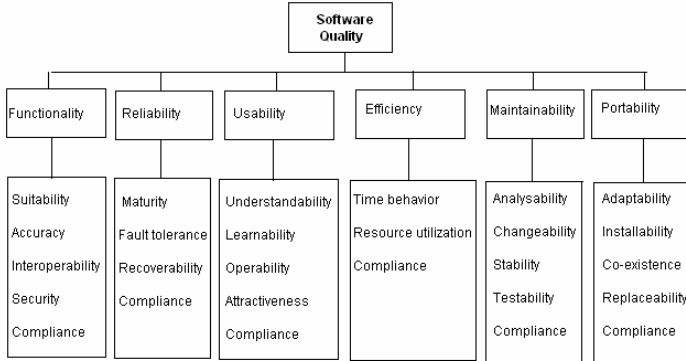 Software
Quality
Functionality
Reliability
Usability
Efficiency
Maintainability
Portability
Suitability
Accuracy
Interoperability
Security
Compliance
Maturity
Fault tolerance
Recoverability
Compliance
Understandability
Learnability
Operability
Attractiveness
Compliance
Time behavior
Resource utilization
Compliance
Analysability
Changeability
Stability
Testability
Compliance
Adaptability
Installability
Co-existence
Replaceability
Compliance